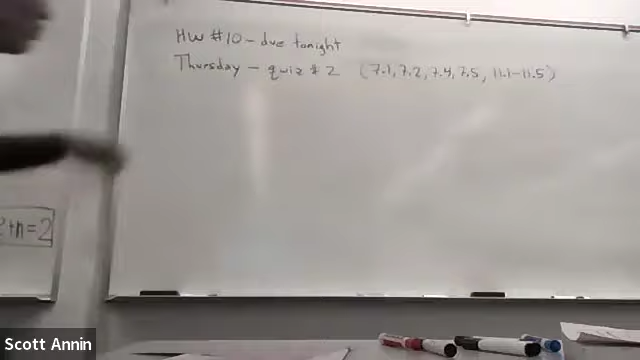 HW #10 - due tonight
Thursday - quiz #2 (7.1, 7.2, 7.4, 7.5, 11.1-11.5)
+n=2
Scott Annin